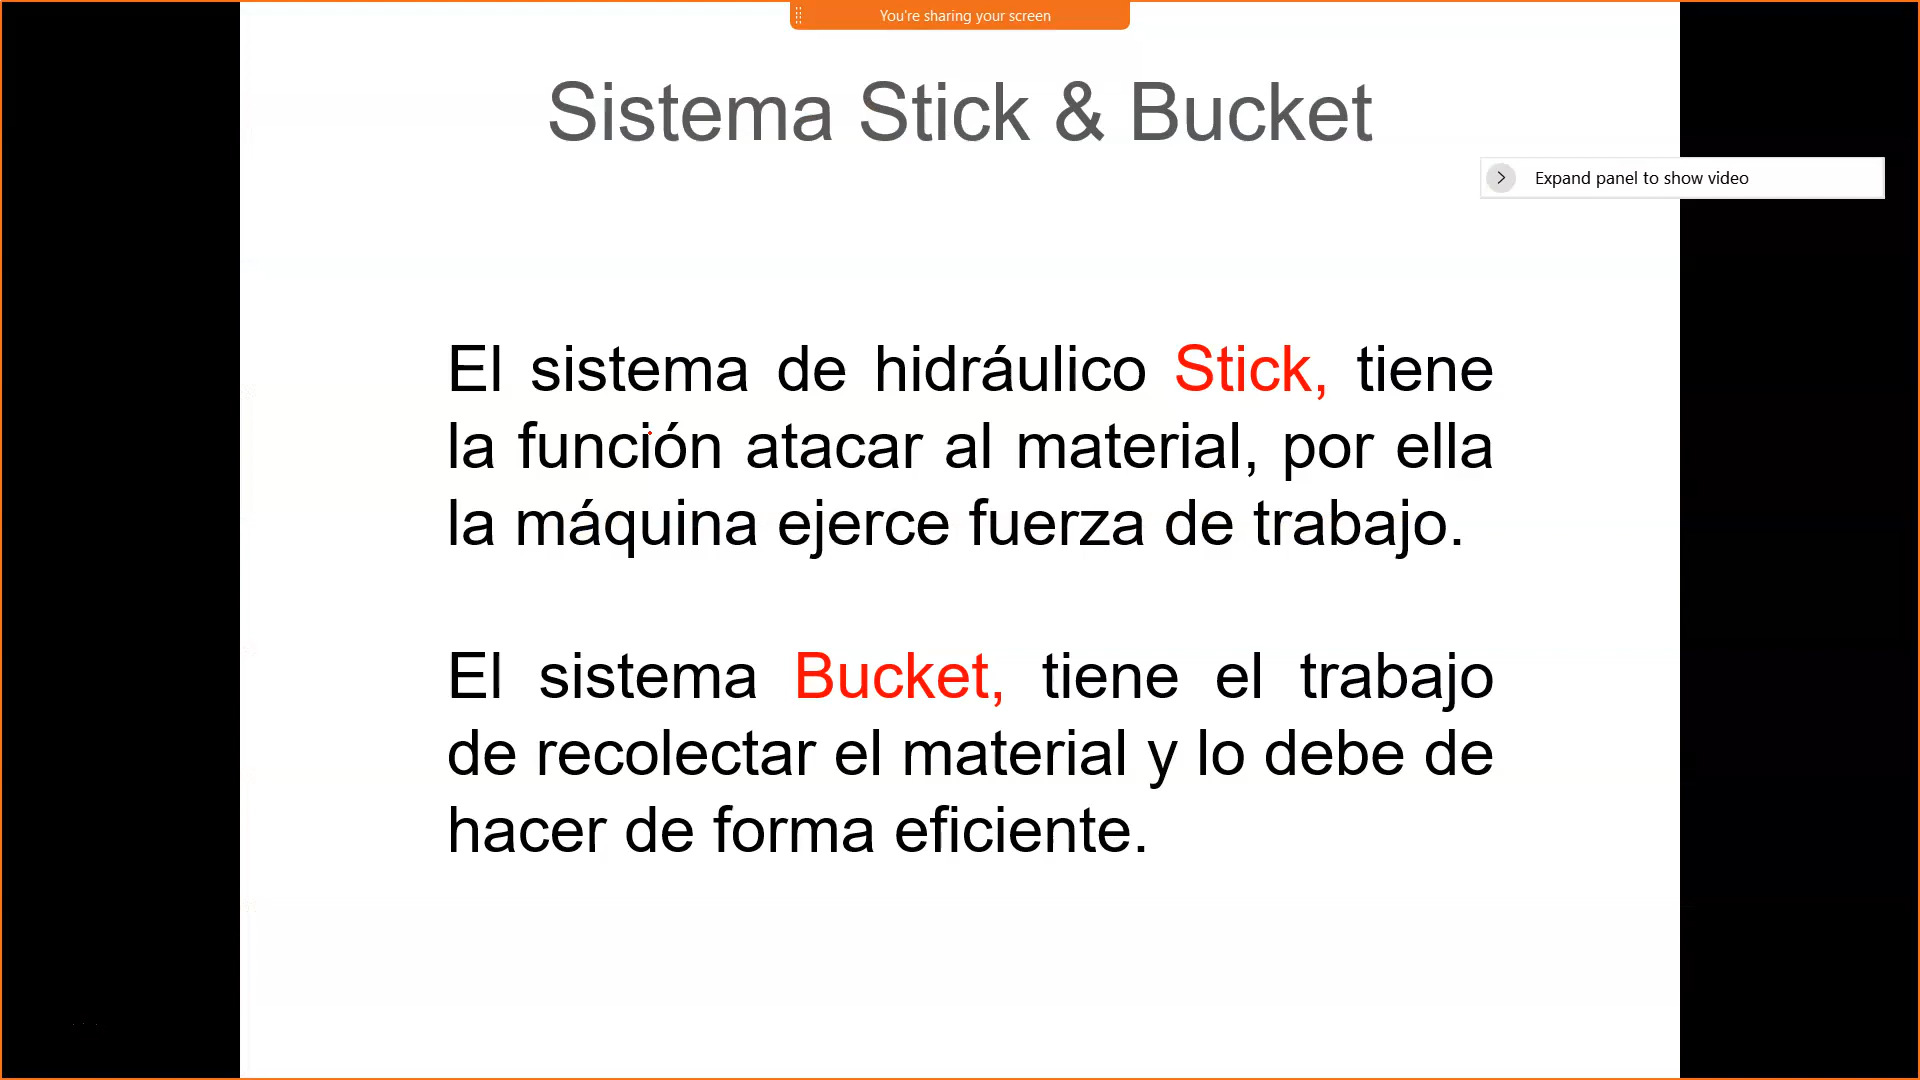 You're sharing your screen
Sistema Stick & Bucket
Expand panel to show video
El sistema de hidráulico Stick, tiene
la función atacar al material, por ella
la máquina ejerce fuerza de trabajo.
El sistema Bucket, tiene el trabajo
de recolectar el material y lo debe de
hacer de forma eficiente.